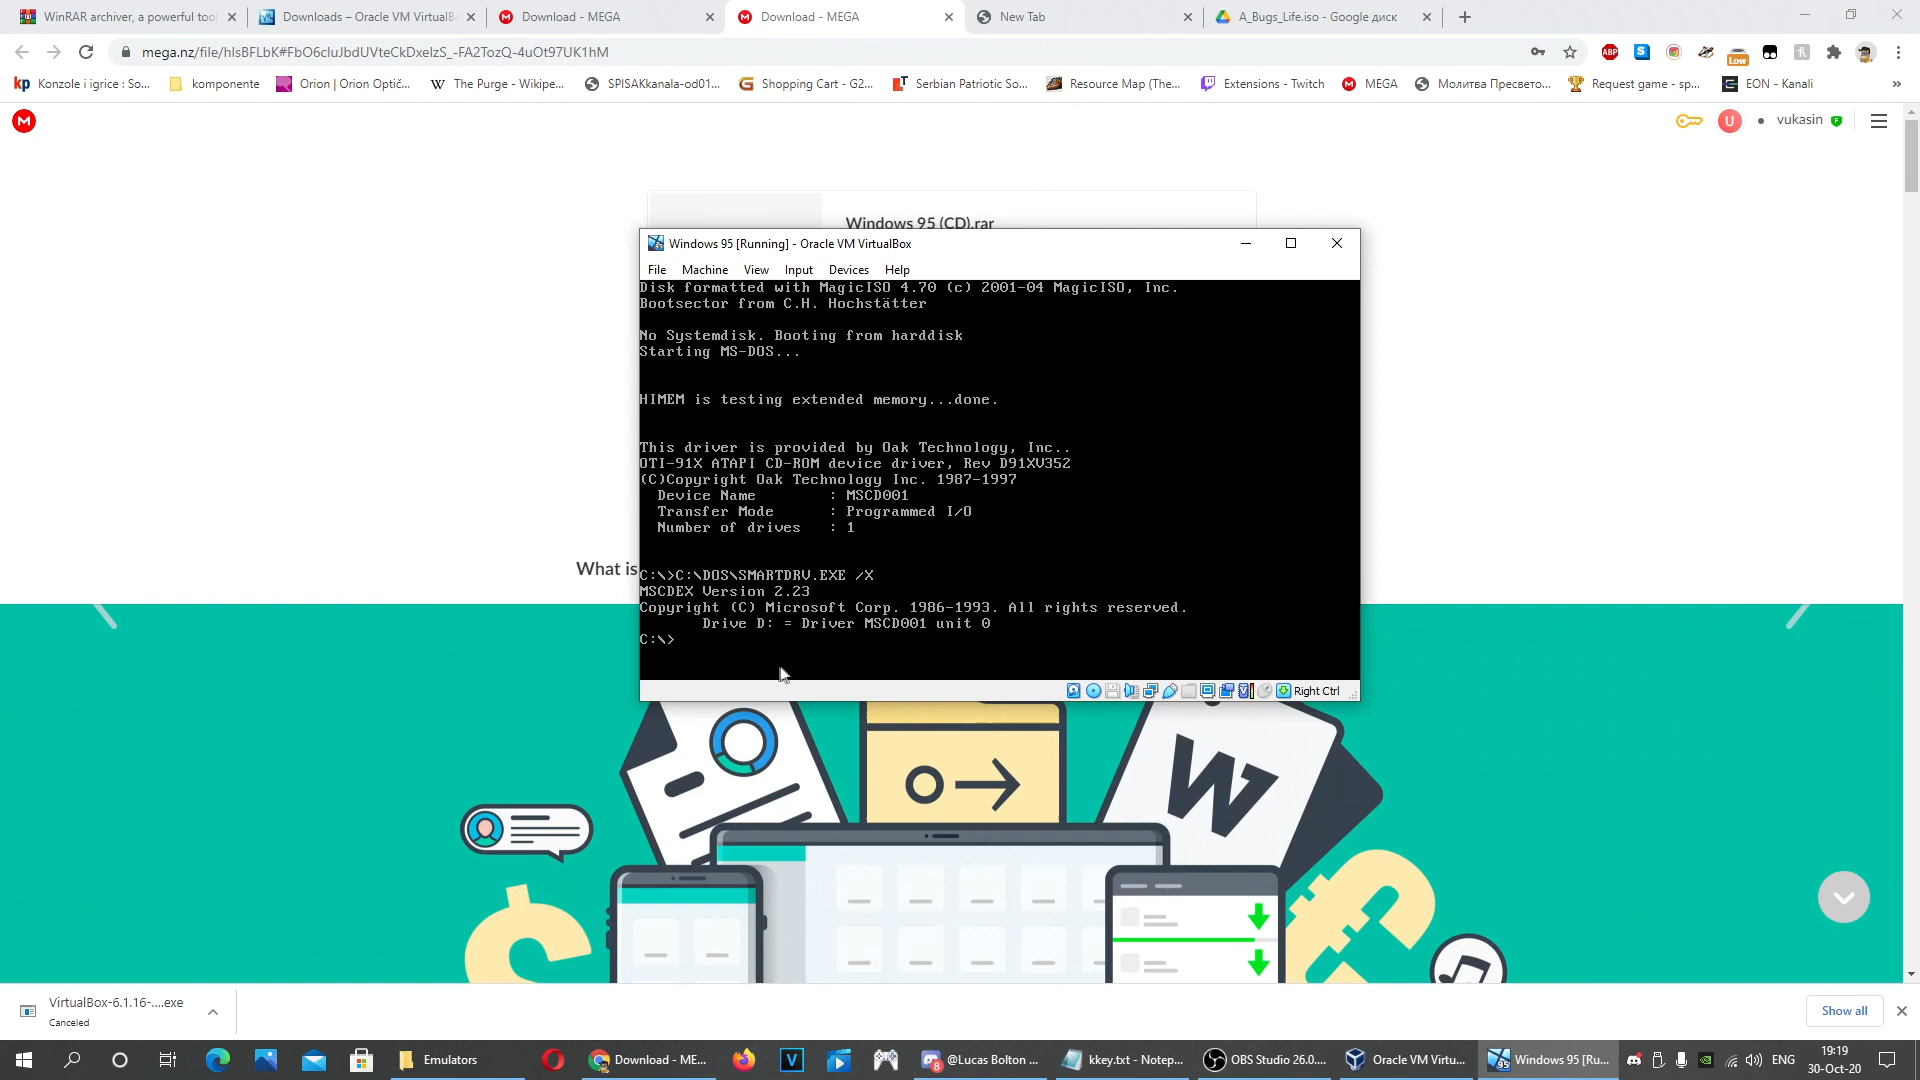 WinRAR archiver, a powerful tool
Downloads – Oracle VM VirtualB
Download - MEGA
Download - MEGA
New Tab
A_Bugs_Life.iso - Google диск
mega.nz/file/hlsBFLbK#FbO6cluJbdUVteCkDxelzS_-FA2TozQ-4uOt97UK1hM
ABP
S
Low
kp Konzole i igrice : So...
komponente
Orion | Orion Optič...
W The Purge - Wikipe...
SPISAKkanala-od01...
Shopping Cart - G2...
Serbian Patriotic So...
Resource Map (The...
Extensions - Twitch
MEGA
Молитва Пресвето...
Request game - sp...
EON - Kanali
»
M
U
vukasin
Windows 95 (CD).rar
Windows 95 [Running] - Oracle VM VirtualBox
File Machine View Input Devices Help
Disk formatted with MagicISO 4.70 (c) 2001-04 MagicISO, Inc.
Bootsector from C.H. Hochstätter
No Systemdisk. Booting from harddisk
Starting MS-DOS...
HIMEM is testing extended memory...done.
This driver is provided by Oak Technology, Inc..
OTI-91X ATAPI CD-ROM device driver, Rev D91XV352
(C)Copyright Oak Technology Inc. 1987-1997
Device Name : MSCD001
Transfer Mode : Programmed I/O
Number of drives : 1
C:\>C:\DOS\SMARTDRV.EXE /X
MSCDEX Version 2.23
Copyright (C) Microsoft Corp. 1986-1993. All rights reserved.
Drive D: = Driver MSCD001 unit 0
C:\>
Right Ctrl
What is
W
VirtualBox-6.1.16-....exe
Canceled
Show all
Emulators
Download - ME...
V
@Lucas Bolton ...
8
kkey.txt - Notep...
OBS Studio 26.0....
Oracle VM Virtu...
Windows 95 [Ru...
95
ENG
19:19
30-Oct-20